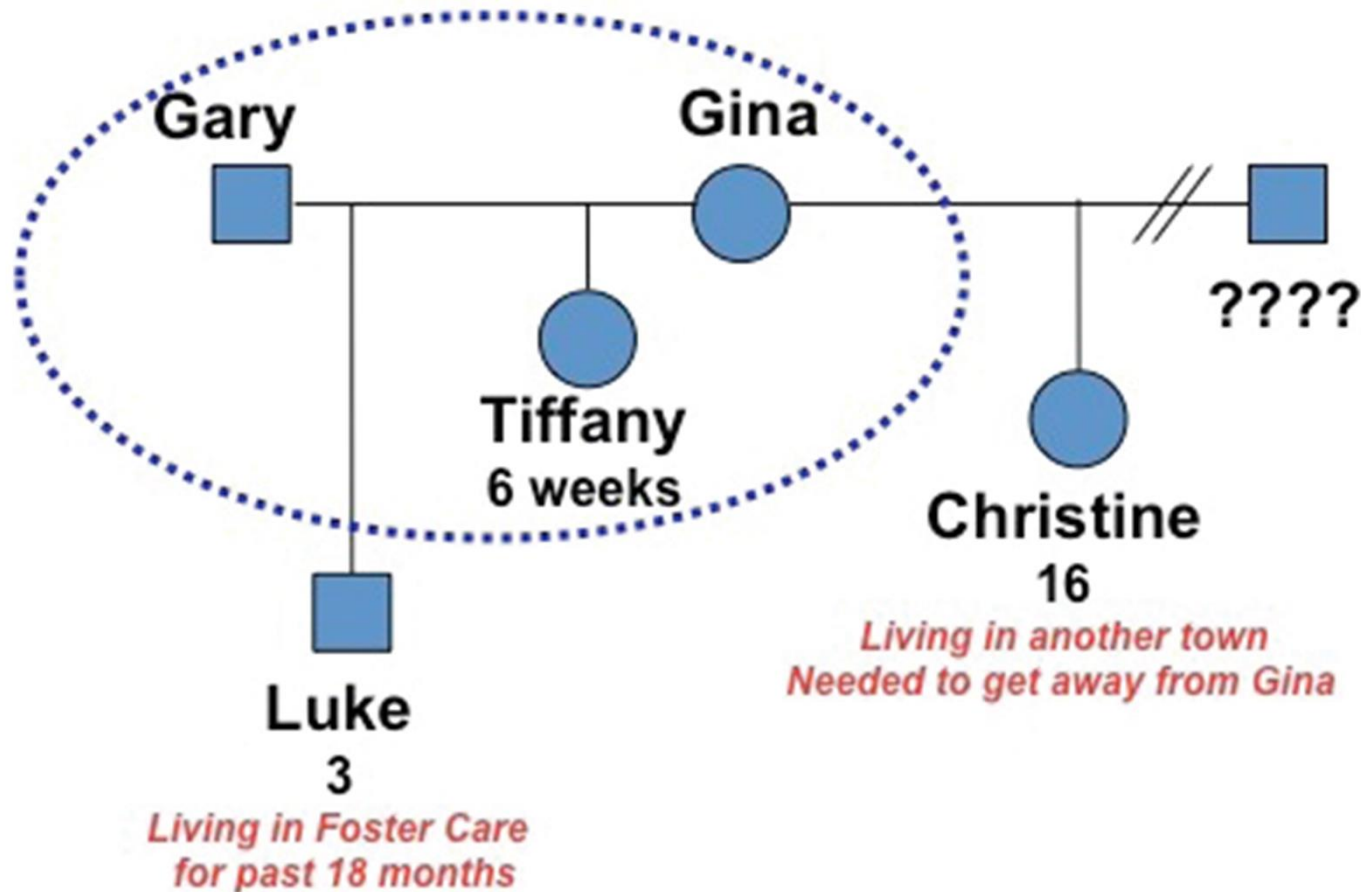 Gary
Gina
????
Tiffany
6 weeks
Christine
16
Living in another town
Needed to get away from Gina
Luke
3
Living in Foster Care
for past 18 months